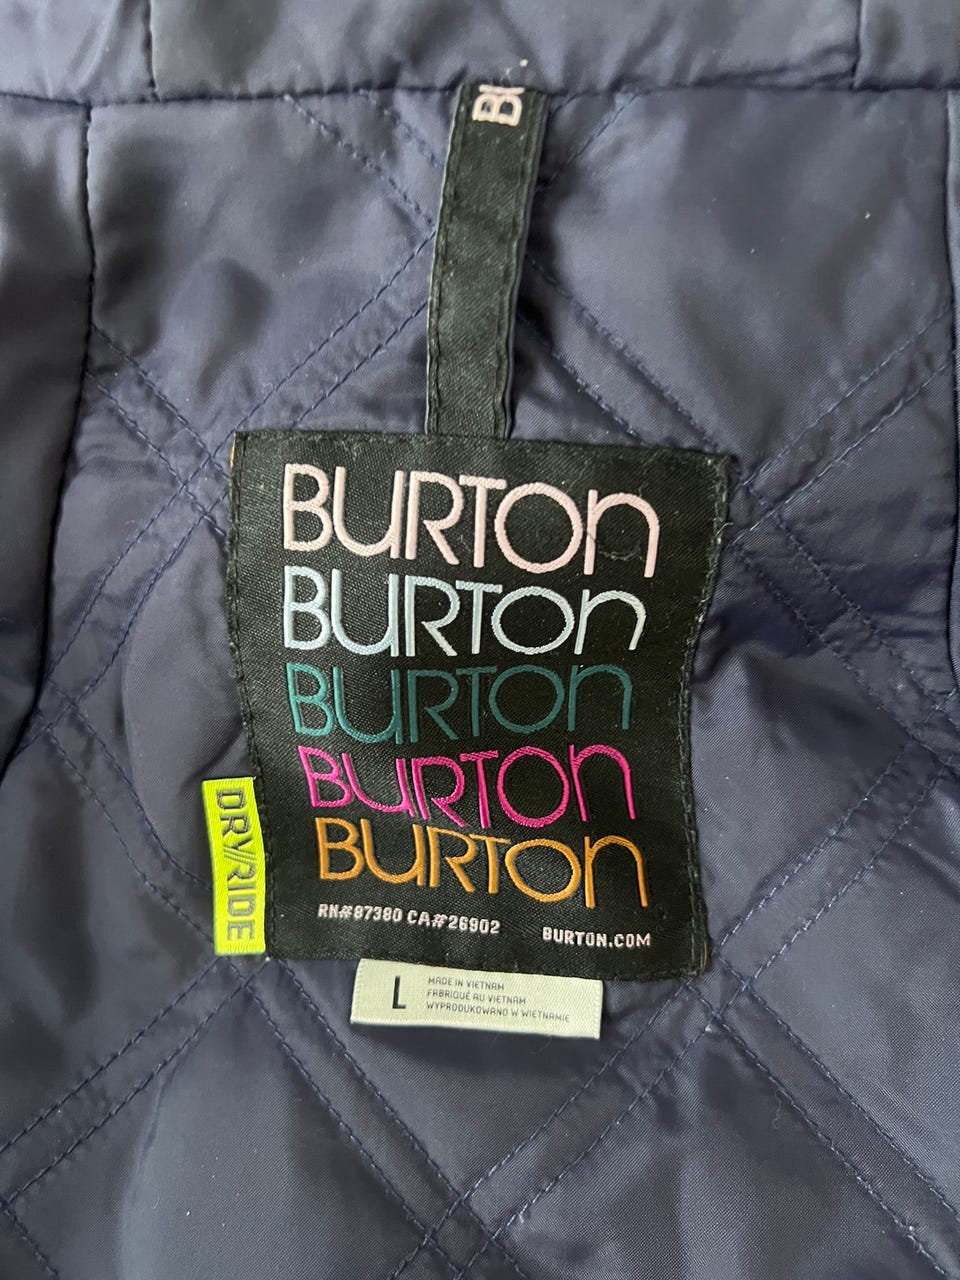 BURTON
BURTON
BURTON
BURTON
BURTON
RN#87380 CA#26902 BURTON.COM
DRY//RIDE
L
MADE IN VIETNAM
FABRIQUÉ AU VIETNAM
WYPRODUKOWANO W WIETNAMIE